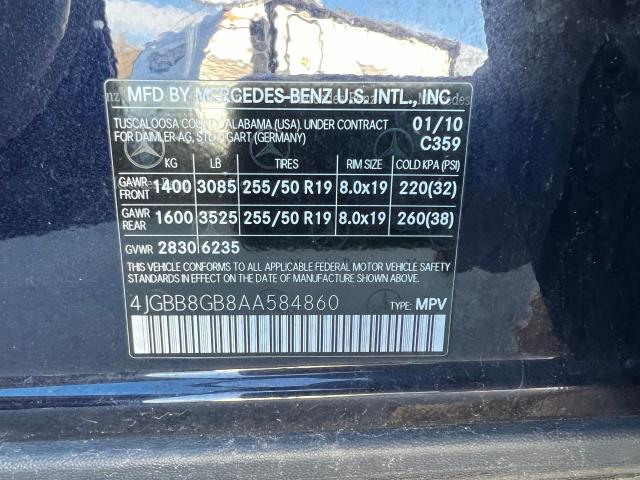 MFD BY MERCEDES-BENZ U.S. INTL., INC
TUSCALOOSA COUNTY, ALABAMA (USA). UNDER CONTRACT 01/10
FOR DAIMLER AG, STUTTGART (GERMANY) C359
KG LB TIRES RIM SIZE COLD KPA (PSI)
GAWR FRONT 1400 3085 255/50 R19 8.0x19 220(32)
GAWR REAR 1600 3525 255/50 R19 8.0x19 260(38)
GVWR 2830 6235
THIS VEHICLE CONFORMS TO ALL APPLICABLE FEDERAL MOTOR VEHICLE SAFETY
STANDARDS IN EFFECT ON THE DATE OF MANUFACTURE SHOWN ABOVE.
4JGBB8GB8AA584860 TYPE: MPV